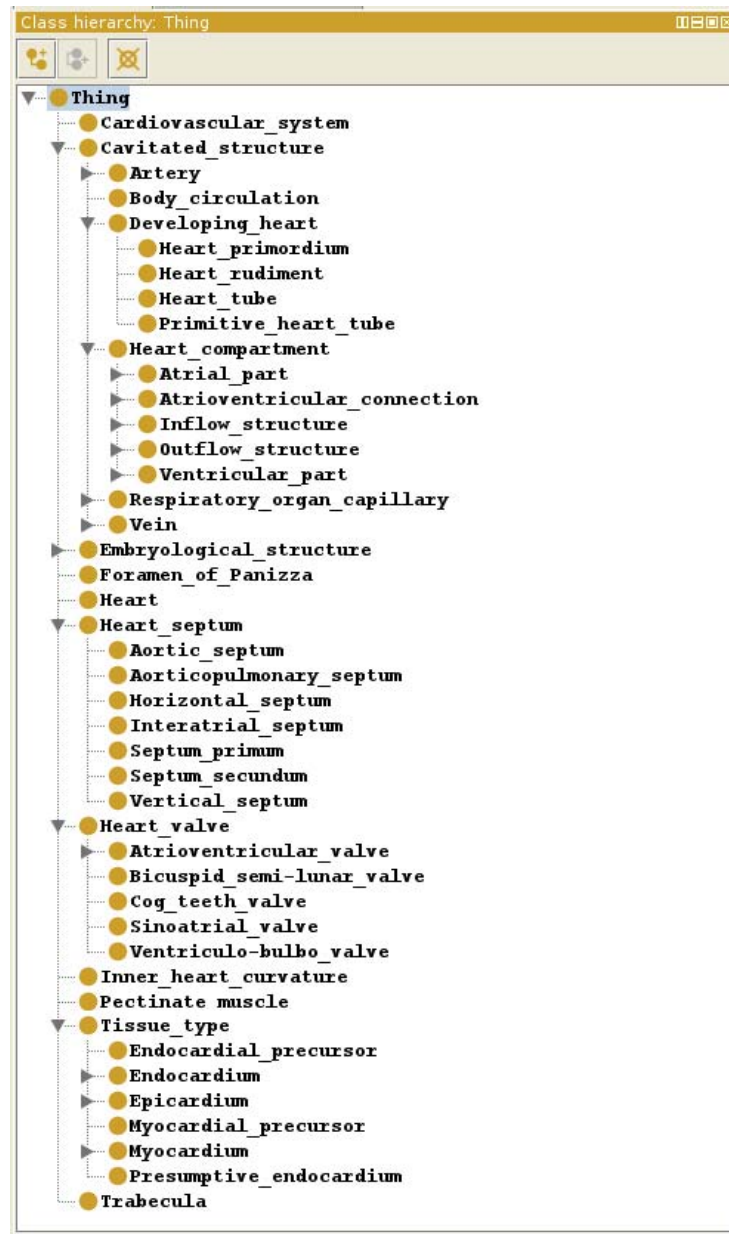 Class hierarchy: Thing
Thing
Cardiovascular_system
Cavitated_structure
Artery
Body_circulation
Developing_heart
Heart_primordium
Heart_rudiment
Heart_tube
Primitive_heart_tube
Heart_compartment
Atrial_part
Atrioventricular_connection
Inflow_structure
Outflow_structure
Ventricular_part
Respiratory_organ_capillary
Vein
Embryological_structure
Foramen_of_Panizza
Heart
Heart_septum
Aortic_septum
Aorticopulmonary_septum
Horizontal_septum
Interatrial_septum
Septum_primum
Septum_secundum
Vertical_septum
Heart_valve
Atrioventricular_valve
Bicuspid_semi-lunar_valve
Cog_teeth_valve
Sinoatrial_valve
Ventriculo-bulbo_valve
Inner_heart_curvature
Pectinate muscle
Tissue_type
Endocardial_precursor
Endocardium
Epicardium
Myocardial_precursor
Myocardium
Presumptive_endocardium
Trabecula